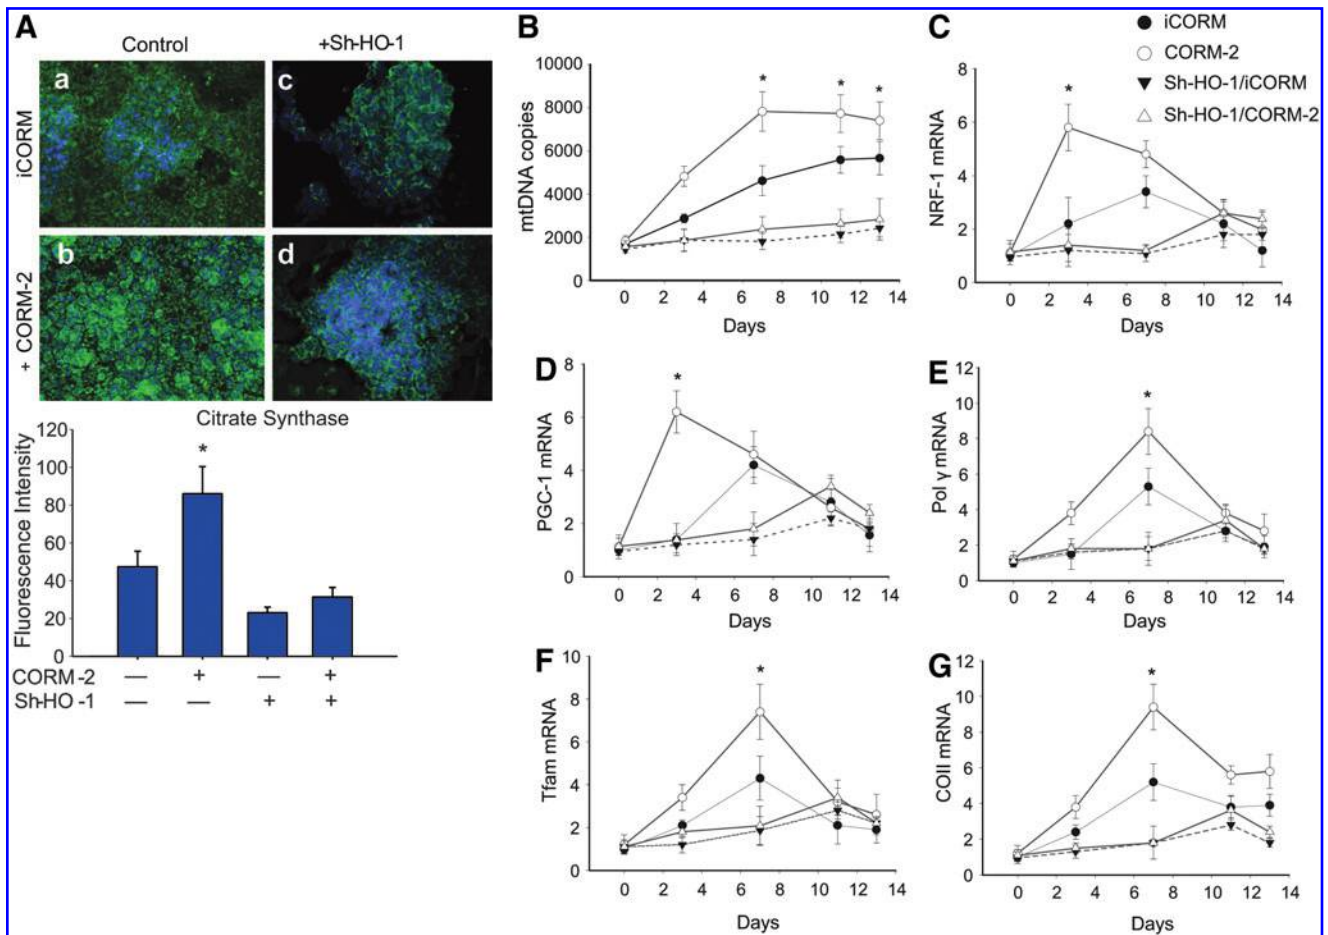 A
Control
+Sh-HO-1
iCORM
+ CORM-2
a
c
b
d
Citrate Synthase
Fluorescence Intensity
120
100
80
60
40
20
0
*
CORM-2 — + — +
Sh-HO-1 — — + +
B
mtDNA copies
10000
8000
6000
4000
2000
0
* * *
0 2 4 6 8 10 12 14
Days
C
iCORM
CORM-2
Sh-HO-1/iCORM
Sh-HO-1/CORM-2
NRF-1 mRNA
8
6
4
2
0
*
0 2 4 6 8 10 12 14
Days
D
PGC-1 mRNA
8
6
4
2
0
*
0 2 4 6 8 10 12 14
Days
E
Pol γ mRNA
12
10
8
6
4
2
0
*
0 2 4 6 8 10 12 14
Days
F
Tfam mRNA
10
8
6
4
2
0
*
0 2 4 6 8 10 12 14
Days
G
COII mRNA
12
10
8
6
4
2
0
*
0 2 4 6 8 10 12 14
Days